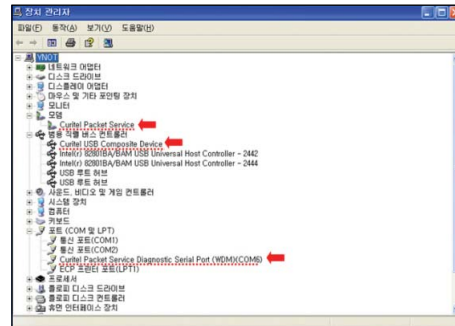 장치 관리자
파일(F) 동작(A) 보기(V) 도움말(H)
YNOT
네트워크 어댑터
디스크 드라이브
디스플레이 어댑터
마우스 및 기타 포인팅 장치
모니터
모뎀
Curitel Packet Service
범용 직렬 버스 컨트롤러
Curitel USB Composite Device
Intel(r) 82801BA/BAM USB Universal Host Controller - 2442
Intel(r) 82801BA/BAM USB Universal Host Controller - 2444
USB 루트 허브
USB 루트 허브
사운드, 비디오 및 게임 컨트롤러
시스템 장치
컴퓨터
키보드
포트 (COM 및 LPT)
통신 포트(COM1)
통신 포트(COM2)
Curitel Packet Service Diagnostic Serial Port (WDM)(COM6)
ECP 프린터 포트(LPT1)
프로세서
플로피 디스크 드라이브
플로피 디스크 컨트롤러
휴먼 인터페이스 장치